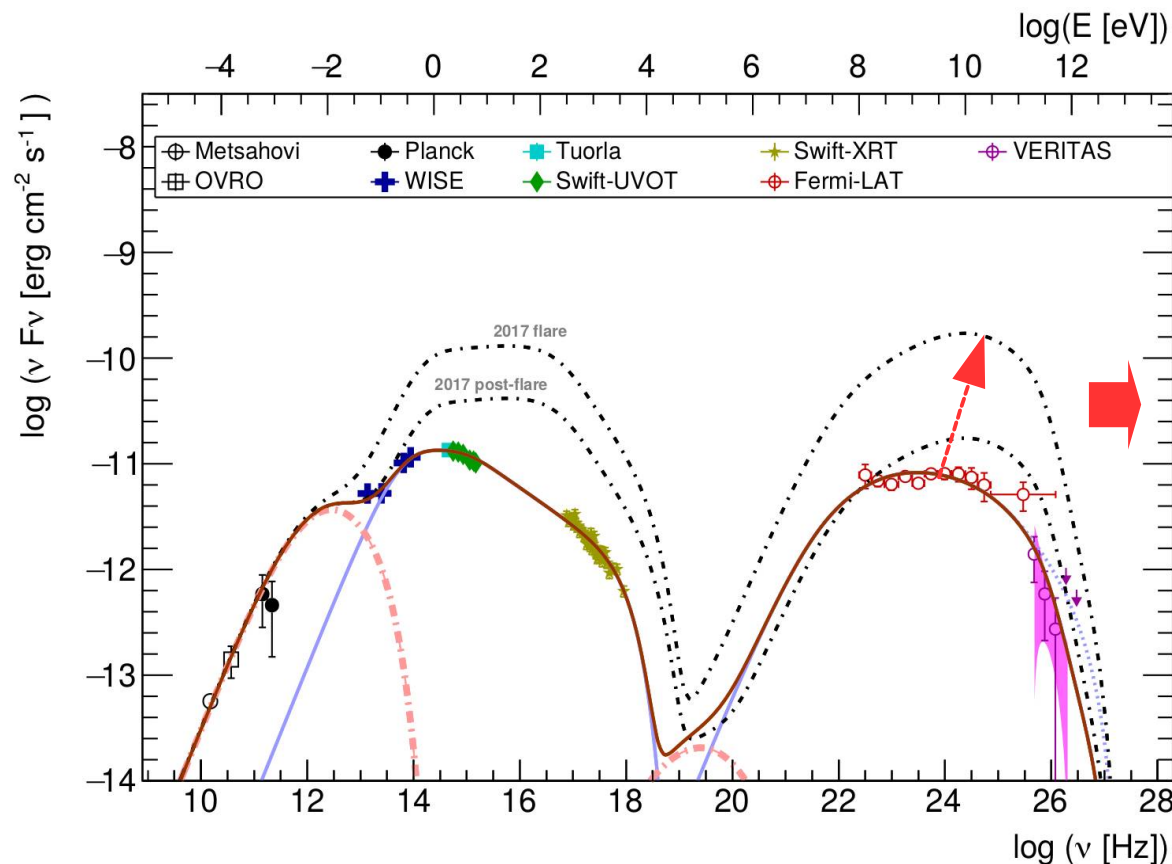 log(E [eV])
−4 −2 0 2 4 6 8 10 12
log (ν Fν [erg cm⁻² s⁻¹] )
−8
−9
−10
−11
−12
−13
−14
Metsahovi Planck Tuorla Swift-XRT VERITAS
OVRO WISE Swift-UVOT Fermi-LAT
2017 flare
2017 post-flare
10 12 14 16 18 20 22 24 26 28
log (ν [Hz])